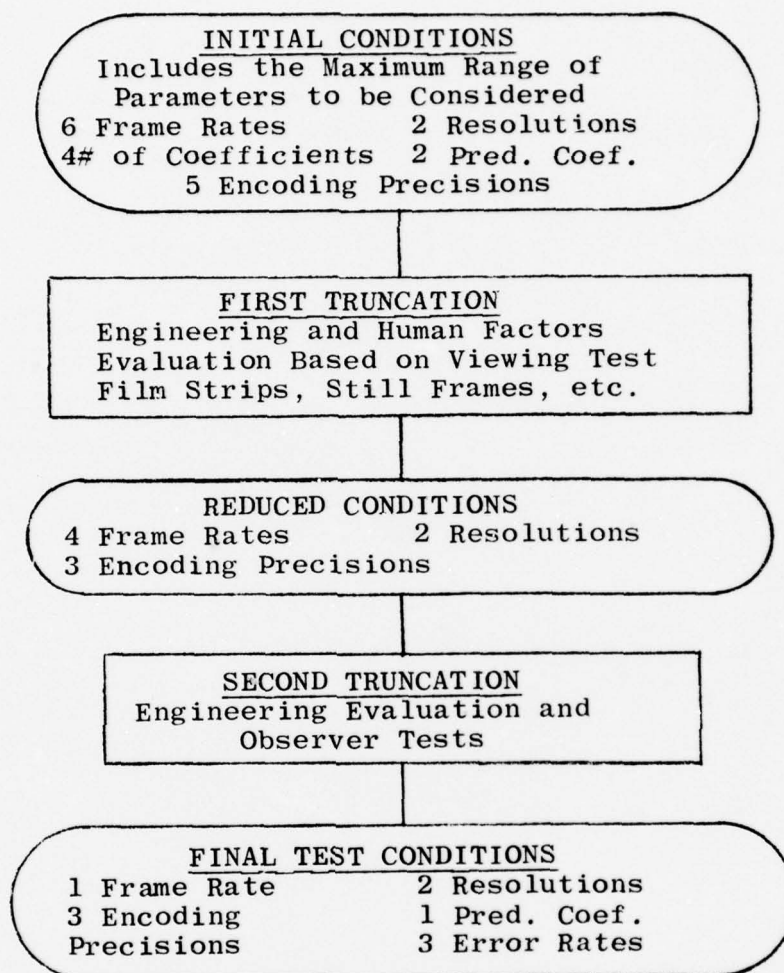 INITIAL CONDITIONS
Includes the Maximum Range of
Parameters to be Considered
6 Frame Rates 2 Resolutions
4# of Coefficients 2 Pred. Coef.
5 Encoding Precisions
FIRST TRUNCATION
Engineering and Human Factors
Evaluation Based on Viewing Test
Film Strips, Still Frames, etc.
REDUCED CONDITIONS
4 Frame Rates 2 Resolutions
3 Encoding Precisions
SECOND TRUNCATION
Engineering Evaluation and
Observer Tests
FINAL TEST CONDITIONS
1 Frame Rate 2 Resolutions
3 Encoding 1 Pred. Coef.
Precisions 3 Error Rates